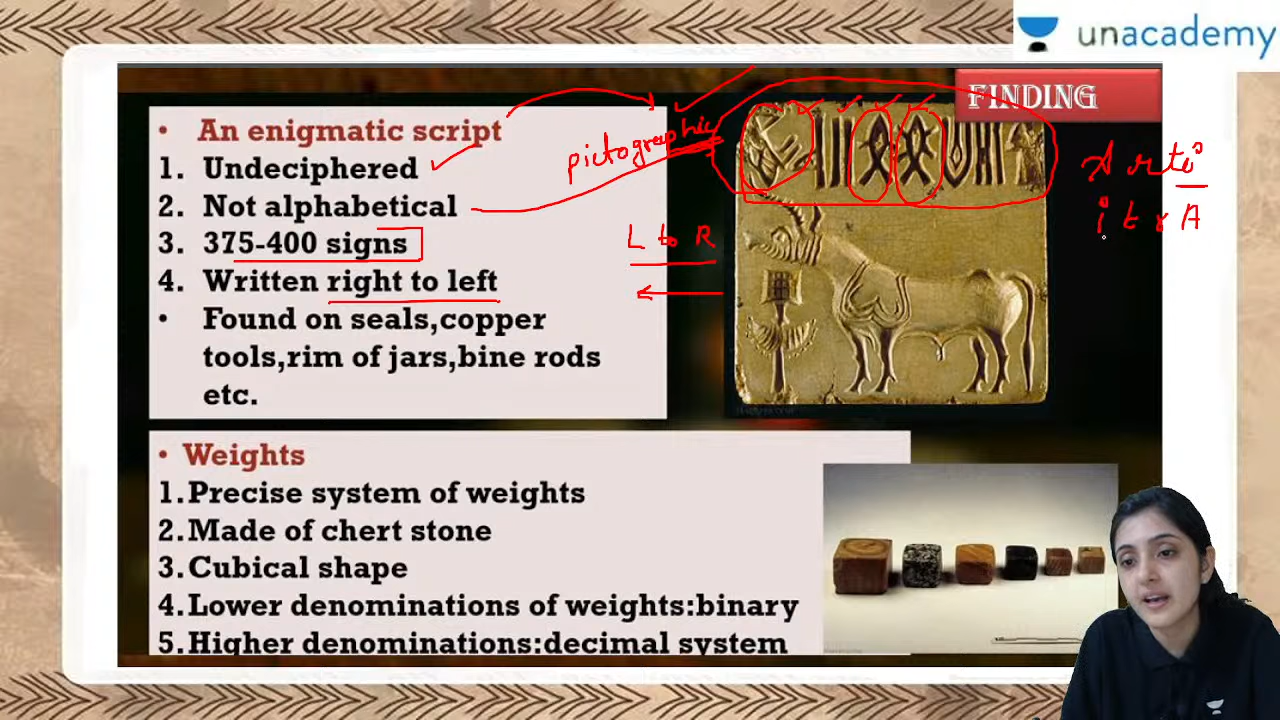 unacademy
FINDING
• An enigmatic script
1. Undeciphered
2. Not alphabetical
3. 375-400 signs
4. Written right to left
• Found on seals,copper
tools,rim of jars,bine rods
etc.
pictographic
L to R
Arti
i t r A
• Weights
1. Precise system of weights
2. Made of chert stone
3. Cubical shape
4. Lower denominations of weights:binary
5. Higher denominations:decimal system